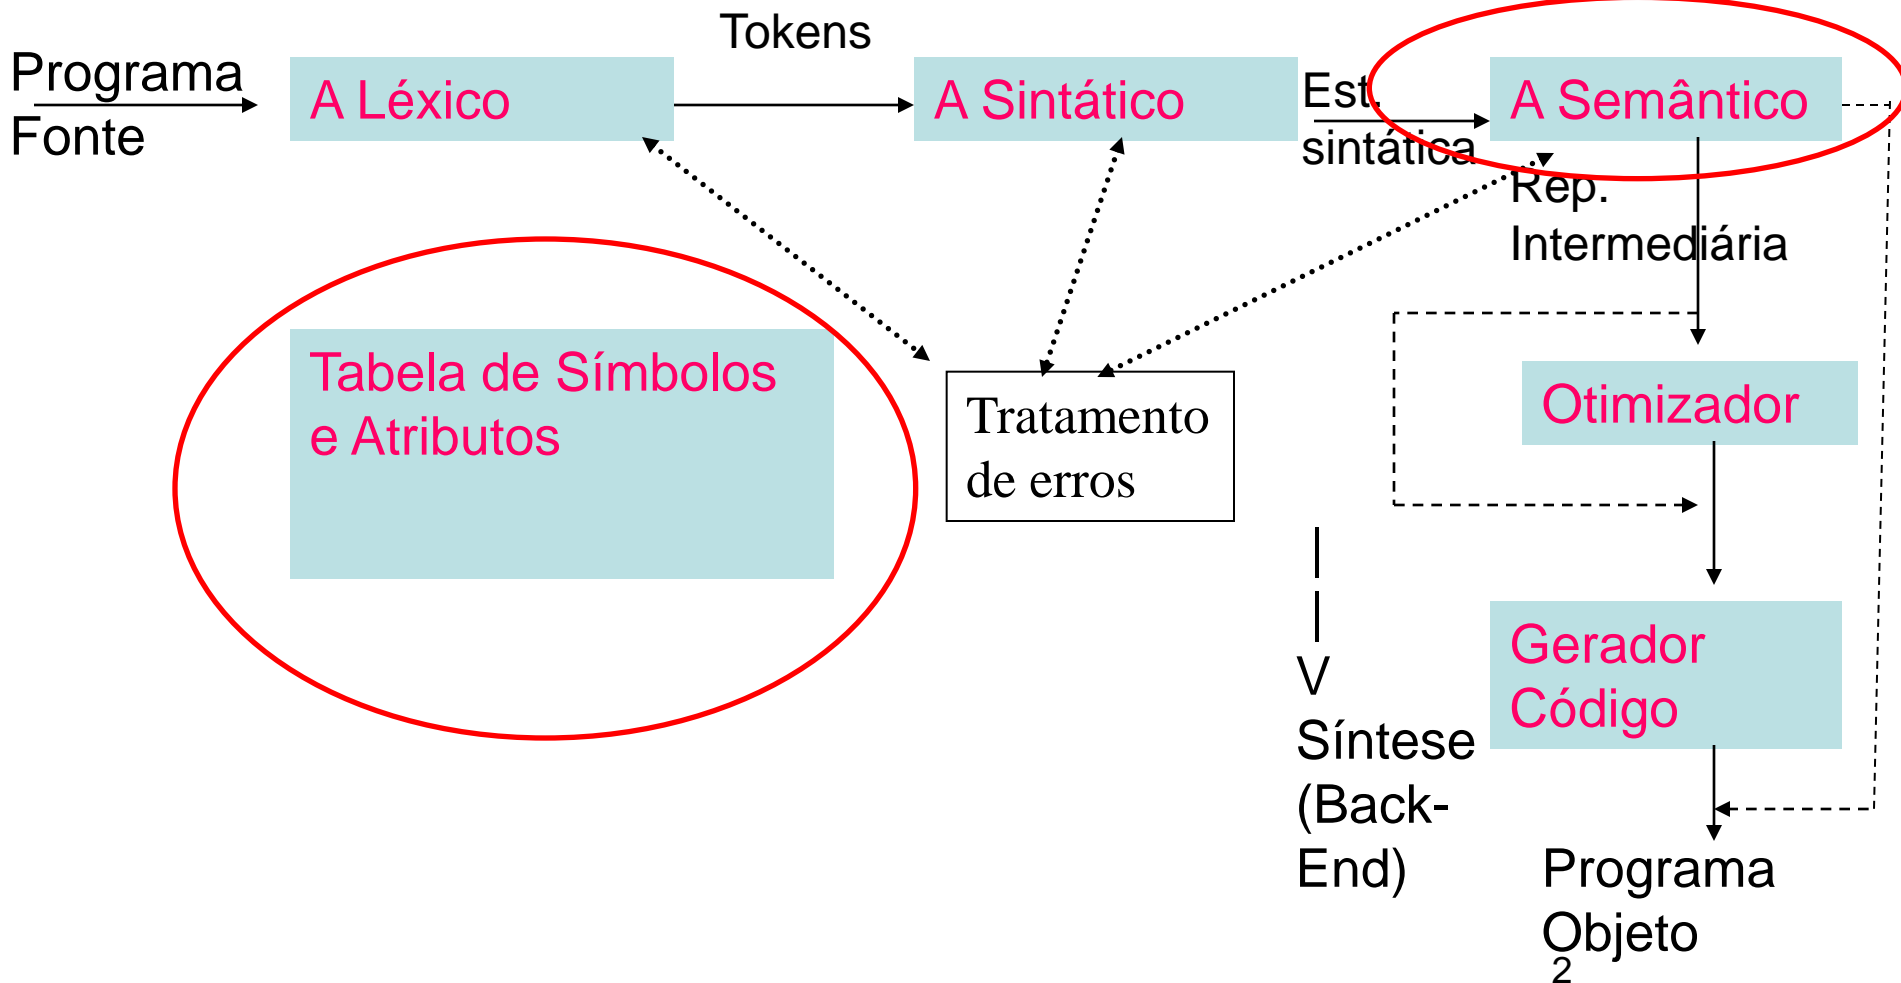 Tokens
Programa
Fonte
A Léxico
A Sintático
Est.
sintática
A Semântico
Rep.
Intermediária
Tabela de Símbolos
e Atributos
Tratamento
de erros
Otimizador
|
|
V
Síntese
(Back-
End)
Gerador
Código
Programa
Objeto
2